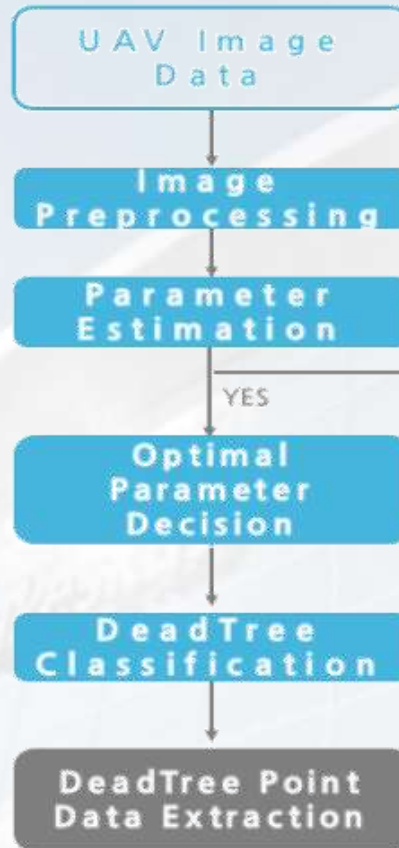 UAV Image
Data
Image
Preprocessing
Parameter
Estimation
YES
Optimal
Parameter
Decision
DeadTree
Classification
DeadTree Point
Data Extraction